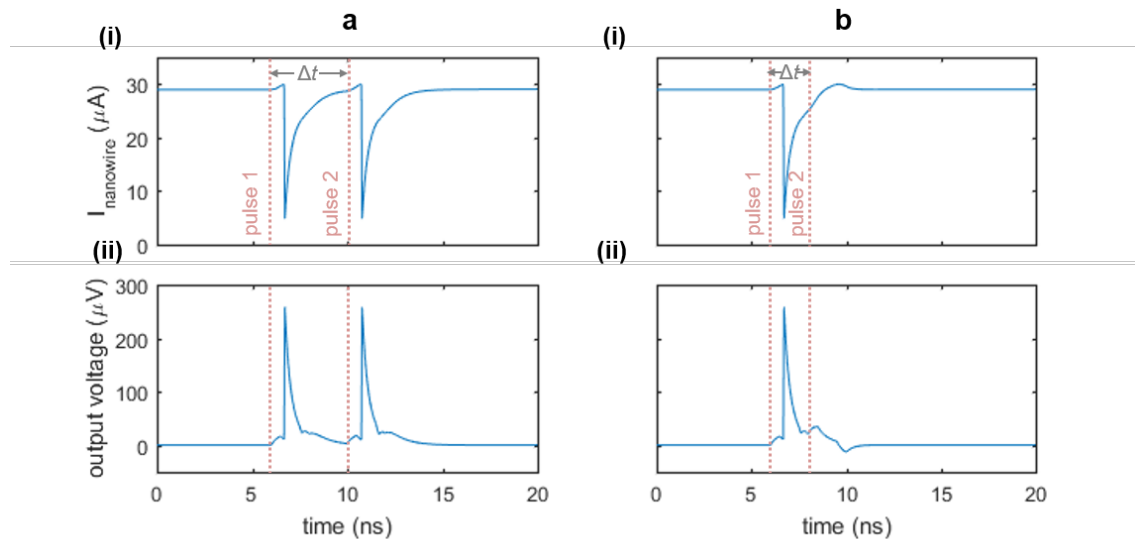 a
b
(i)
(i)
I_nanowire (μA)
30
20
10
0
Δt
pulse 1
pulse 2
Δt
pulse 1
pulse 2
(ii)
(ii)
output voltage (μV)
300
200
100
0
0 5 10 15 20
0 5 10 15 20
time (ns)
time (ns)